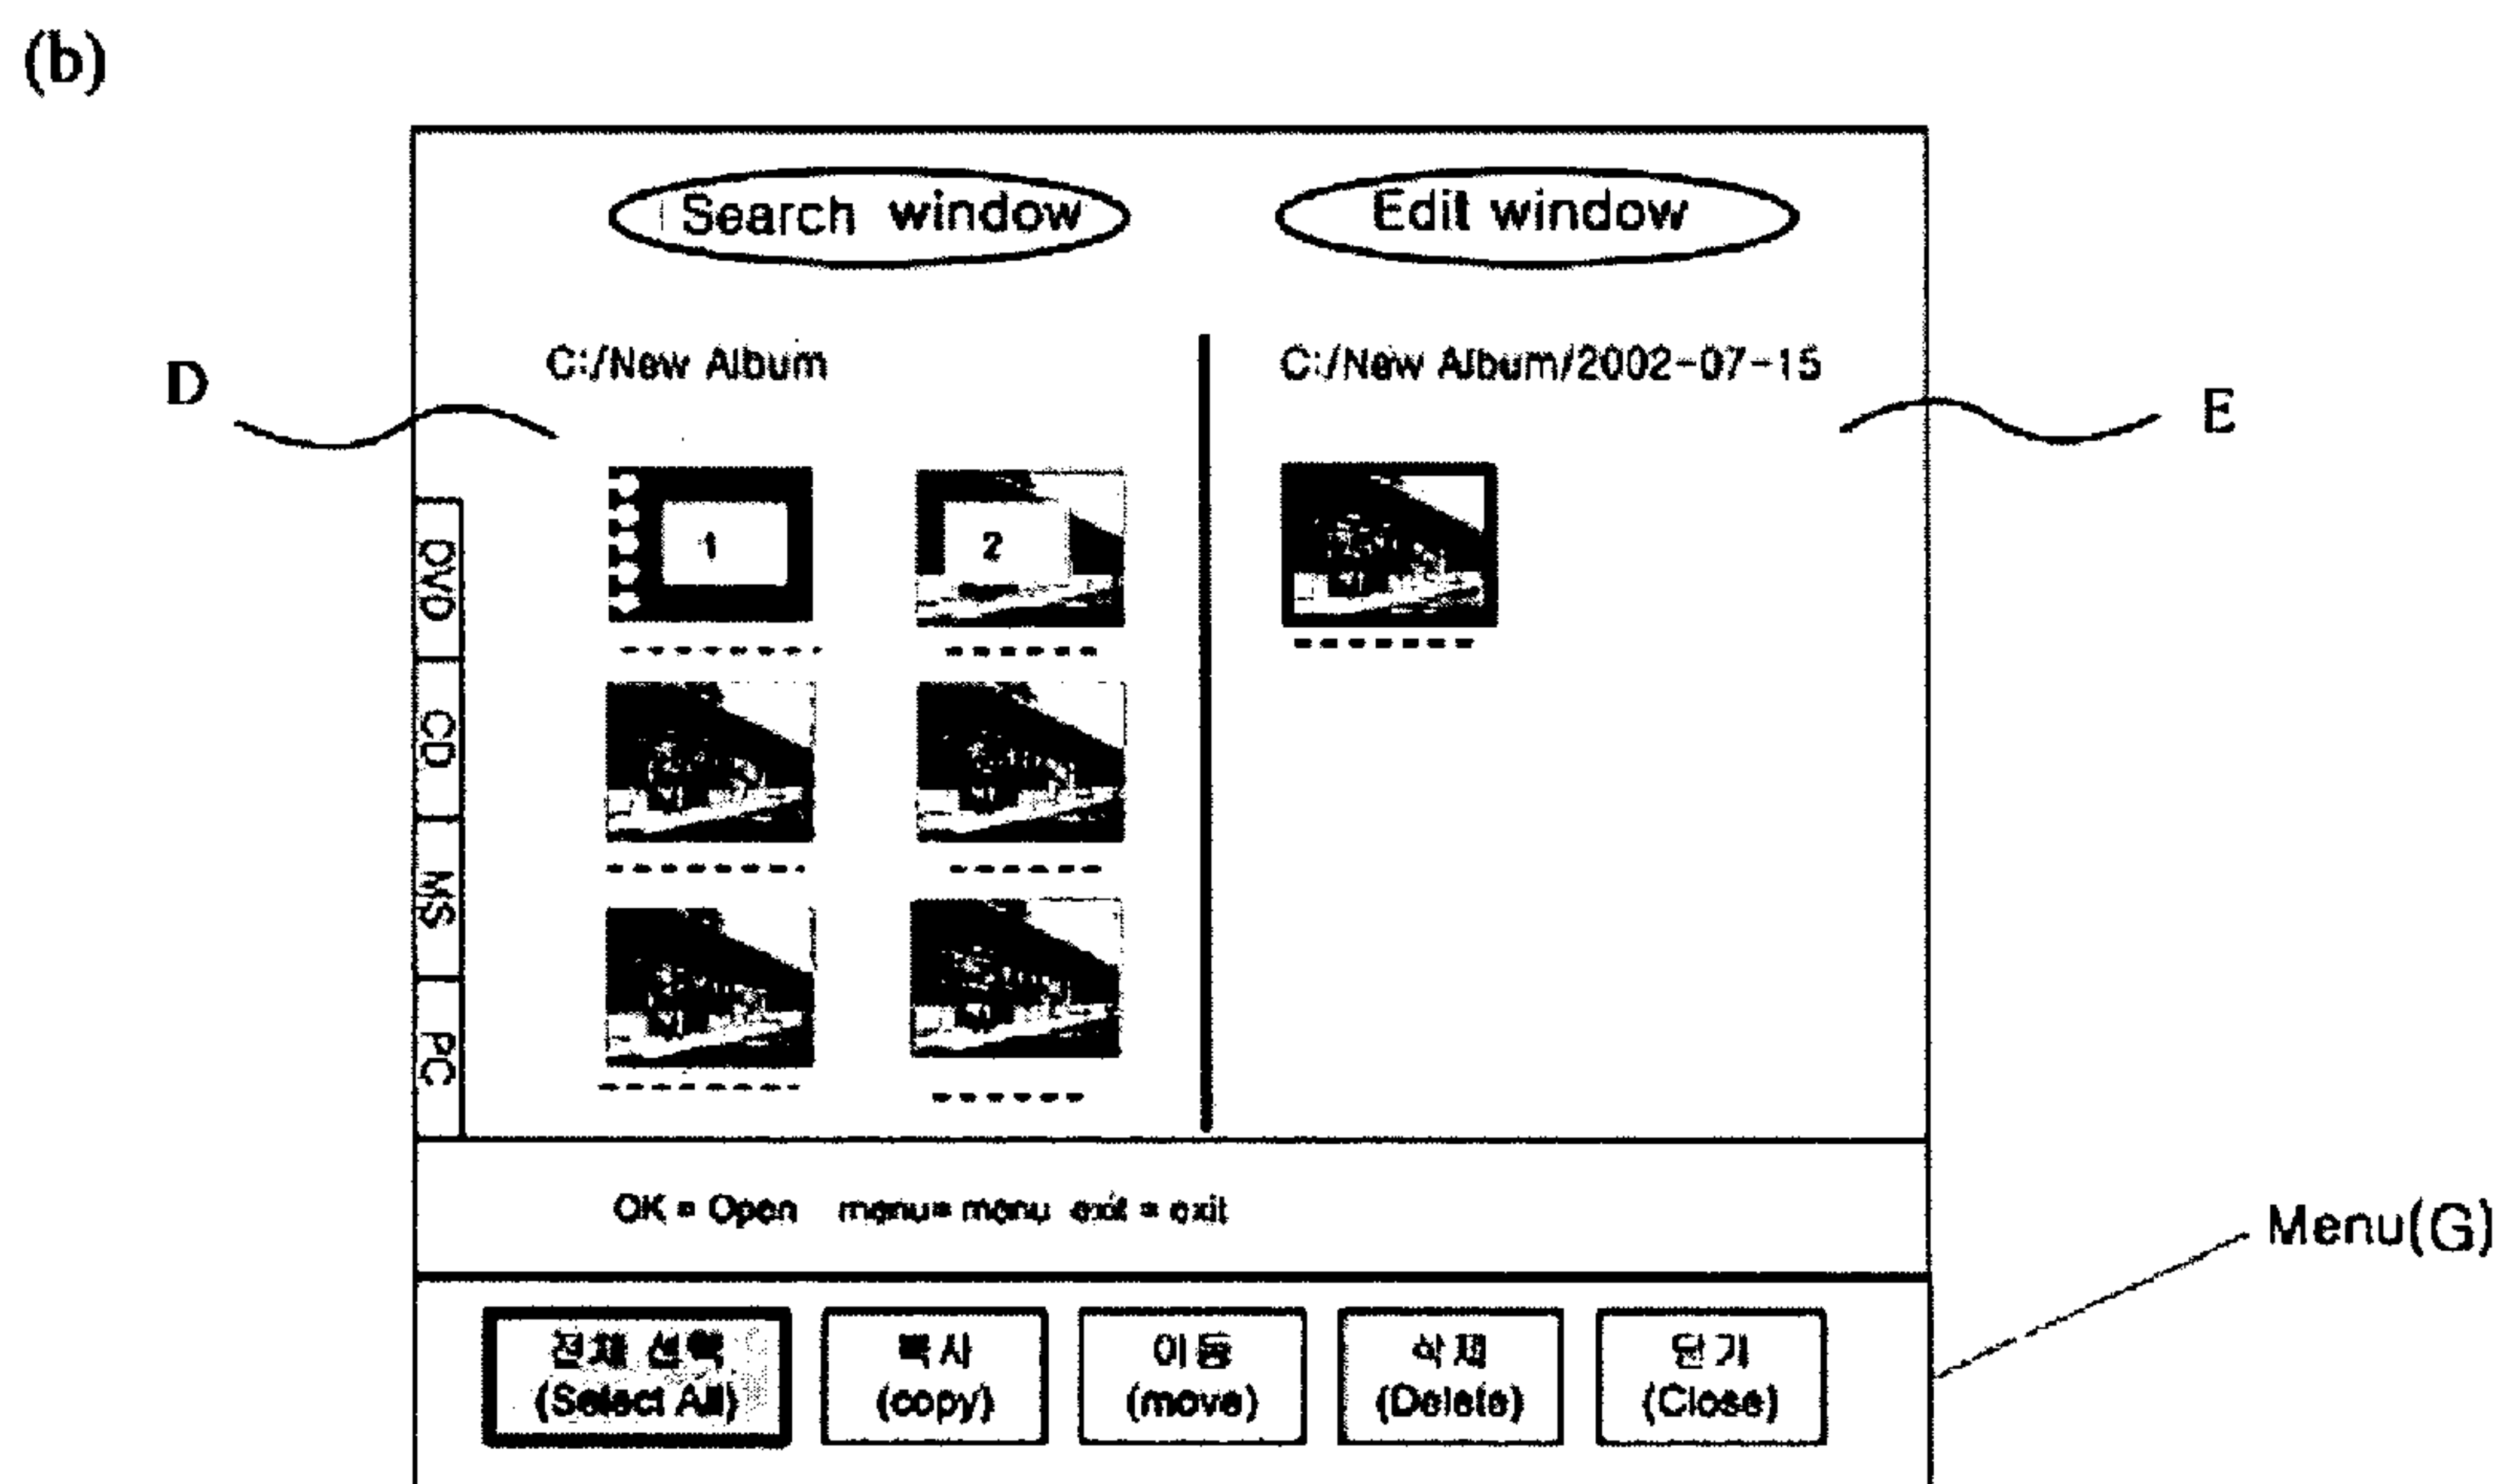 (b)
Search window
Edit window
C:/New Album
C:/New Album/2002-07-15
D
E
1
2
DVD
CD
MS
PC
OK = Open menu= menu exit = exit
Menu(G)
전체 선택
(Select All)
복사
(copy)
이동
(move)
삭제
(Delete)
닫기
(Close)